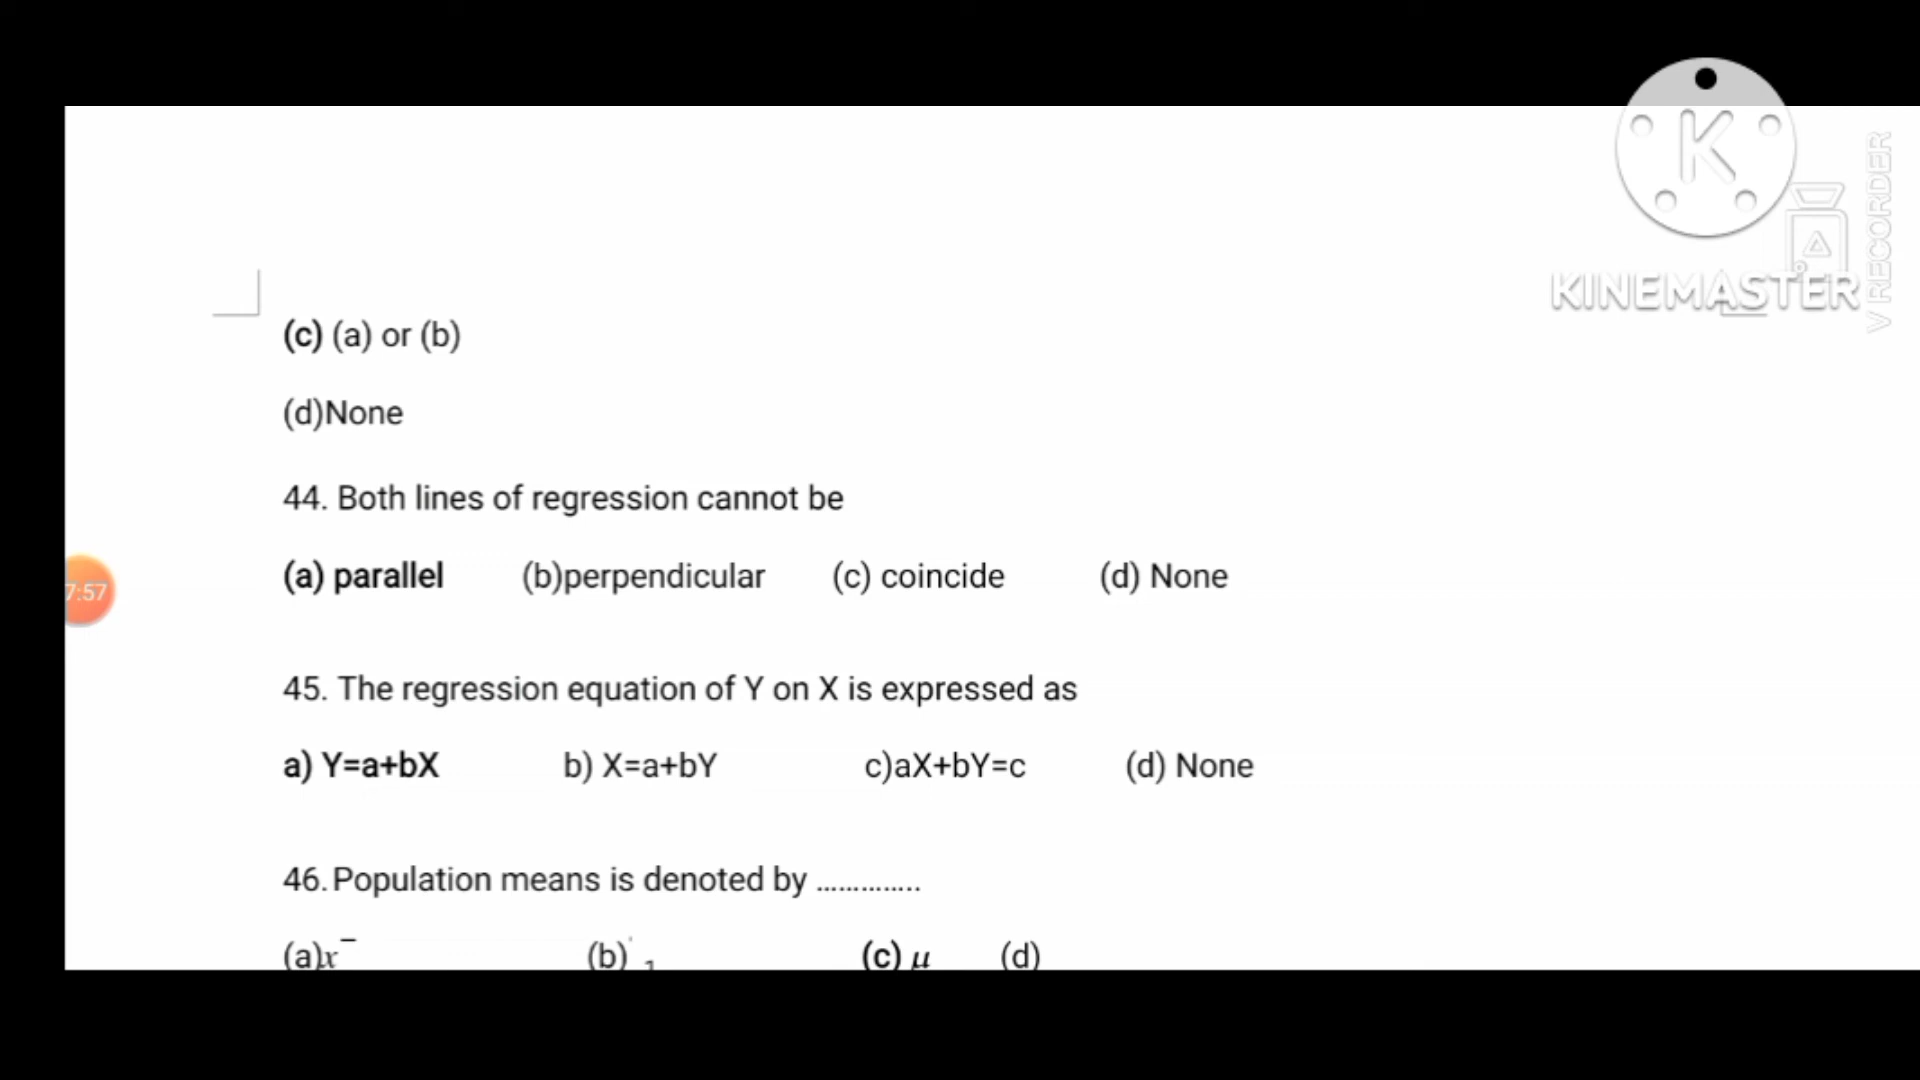 K
KINEMASTER
V RECORDER
(c) (a) or (b)
(d)None
44. Both lines of regression cannot be
(a) parallel (b)perpendicular (c) coincide (d) None
7:57
45. The regression equation of Y on X is expressed as
a) Y=a+bX b) X=a+bY c)aX+bY=c (d) None
46. Population means is denoted by .............
(a)x̄ (b) (c) μ (d)